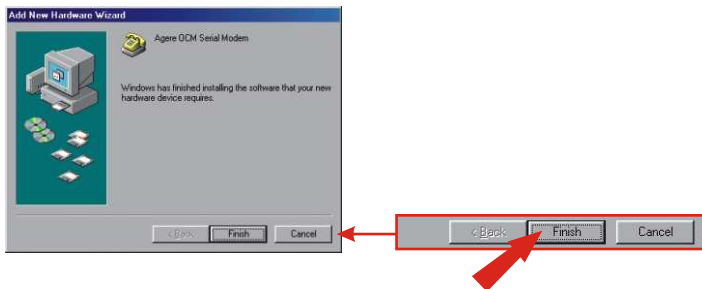 Add New Hardware Wizard
Agere OCM Serial Modem
Windows has finished installing the software that your new
hardware device requires.
< Back Finish Cancel
< Back Finish Cancel